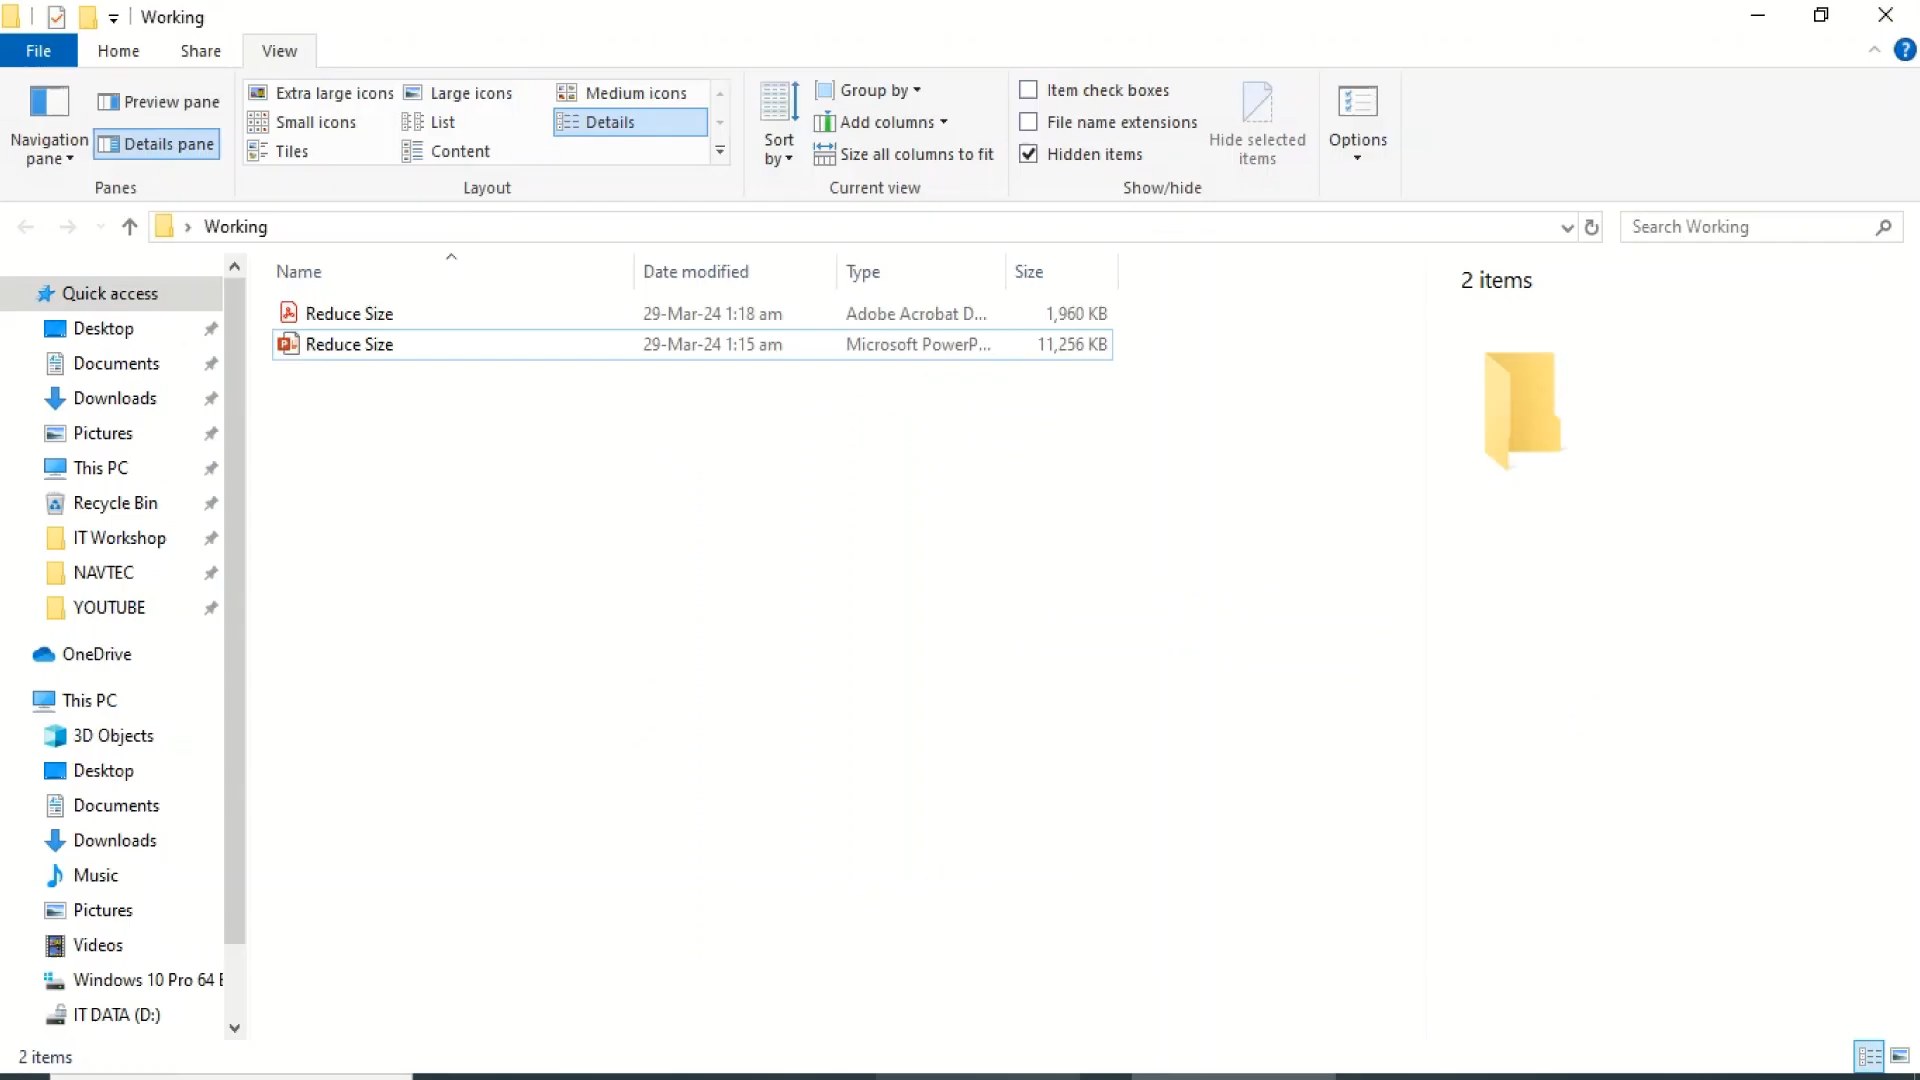 Working
File Home Share View
Navigation pane
Preview pane
Details pane
Panes
Extra large icons Large icons Medium icons
Small icons List Details
Tiles Content
Layout
Sort by
Group by
Add columns
Size all columns to fit
Current view
Item check boxes
File name extensions
Hidden items
Hide selected items
Show/hide
Options
Working
Search Working
Name Date modified Type Size
Reduce Size 29-Mar-24 1:18 am Adobe Acrobat D... 1,960 KB
Reduce Size 29-Mar-24 1:15 am Microsoft PowerP... 11,256 KB
2 items
Quick access
Desktop
Documents
Downloads
Pictures
This PC
Recycle Bin
IT Workshop
NAVTEC
YOUTUBE
OneDrive
This PC
3D Objects
Desktop
Documents
Downloads
Music
Pictures
Videos
Windows 10 Pro 64
IT DATA (D:)
2 items